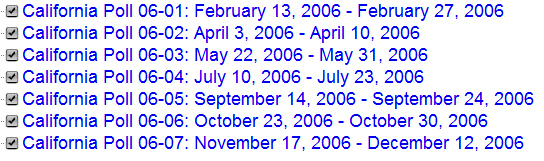 California Poll 06-01: February 13, 2006 - February 27, 2006
California Poll 06-02: April 3, 2006 - April 10, 2006
California Poll 06-03: May 22, 2006 - May 31, 2006
California Poll 06-04: July 10, 2006 - July 23, 2006
California Poll 06-05: September 14, 2006 - September 24, 2006
California Poll 06-06: October 23, 2006 - October 30, 2006
California Poll 06-07: November 17, 2006 - December 12, 2006